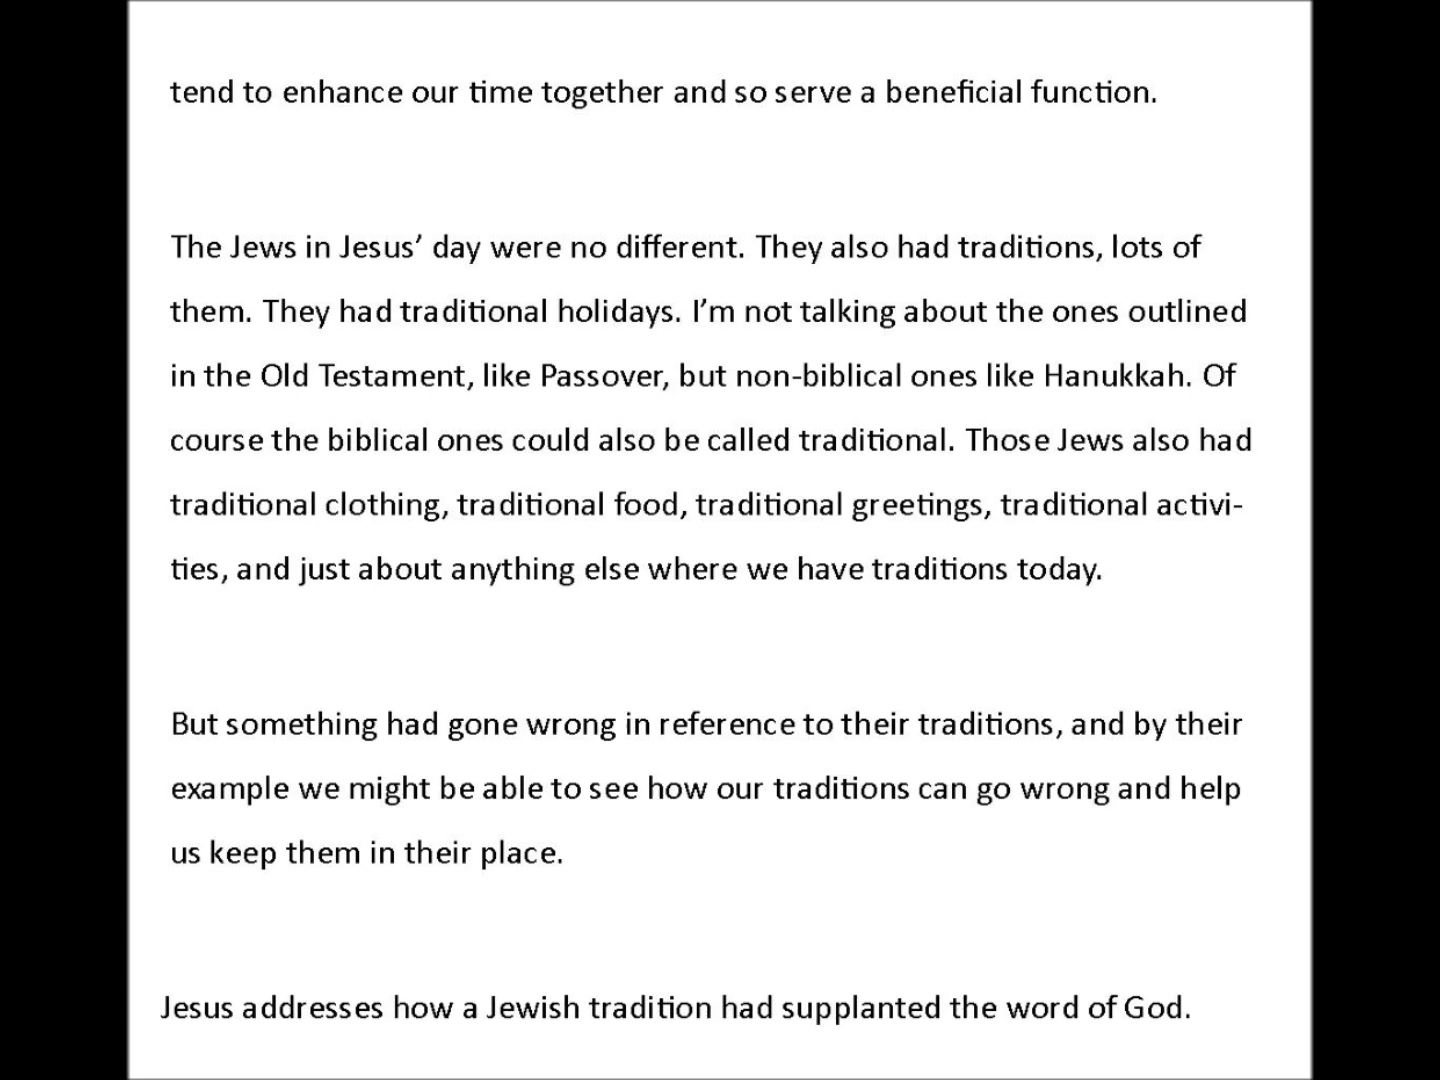 tend to enhance our time together and so serve a beneficial function.
The Jews in Jesus’ day were no different. They also had traditions, lots of
them. They had traditional holidays. I’m not talking about the ones outlined
in the Old Testament, like Passover, but non-biblical ones like Hanukkah. Of
course the biblical ones could also be called traditional. Those Jews also had
traditional clothing, traditional food, traditional greetings, traditional activi-
ties, and just about anything else where we have traditions today.
But something had gone wrong in reference to their traditions, and by their
example we might be able to see how our traditions can go wrong and help
us keep them in their place.
Jesus addresses how a Jewish tradition had supplanted the word of God.